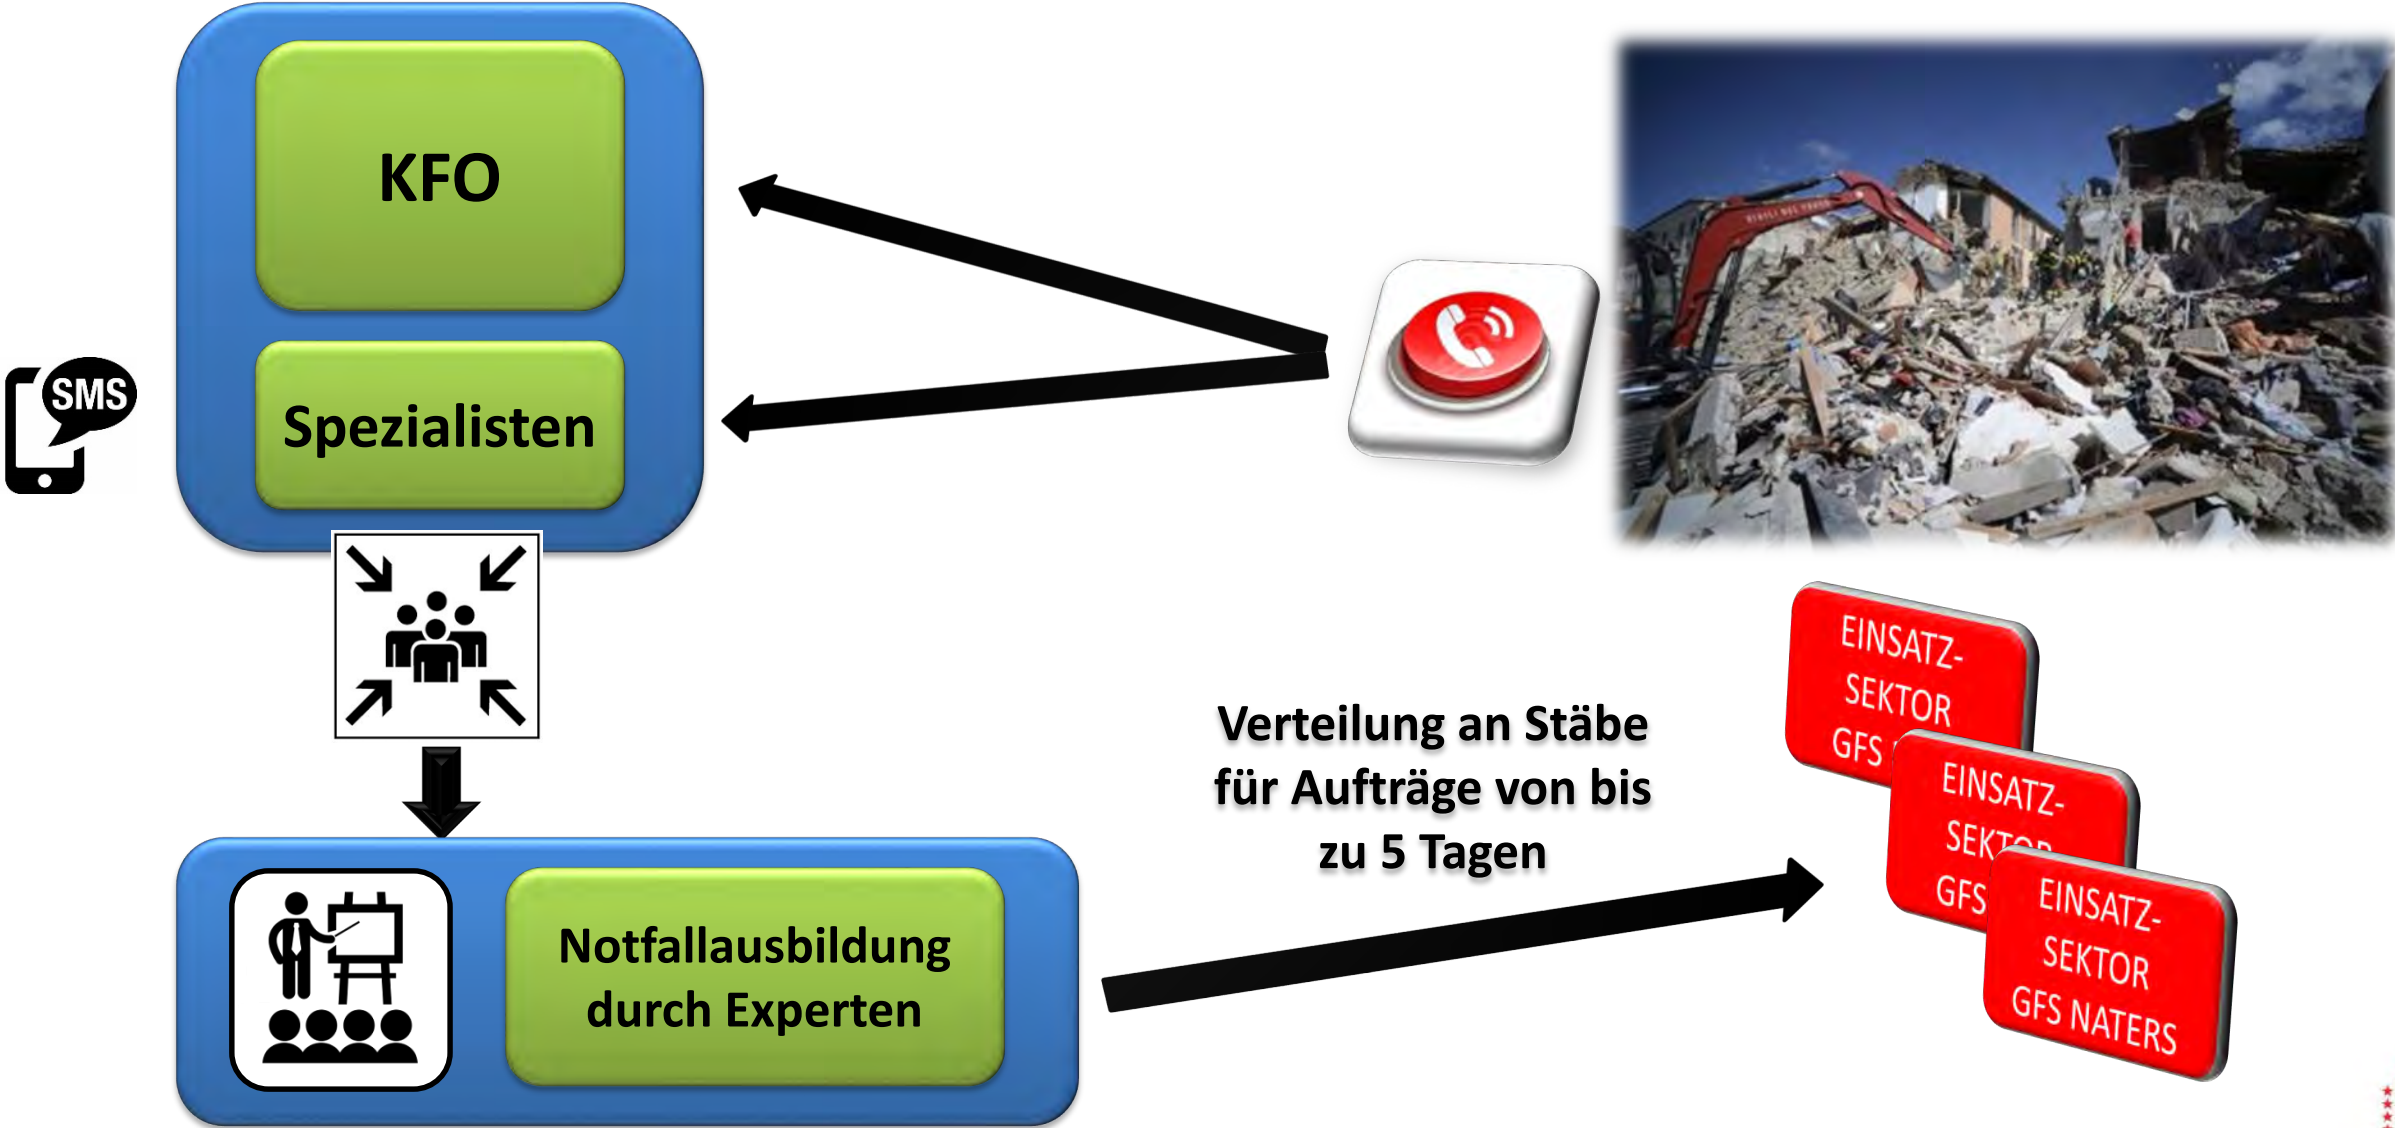 KFO
Spezialisten
SMS
EINSATZ-
SEKTOR
GFS
EINSATZ-
SEKTOR
GFS
EINSATZ-
SEKTOR
GFS NATERS
Verteilung an Stäbe
für Aufträge von bis
zu 5 Tagen
Notfallausbildung
durch Experten